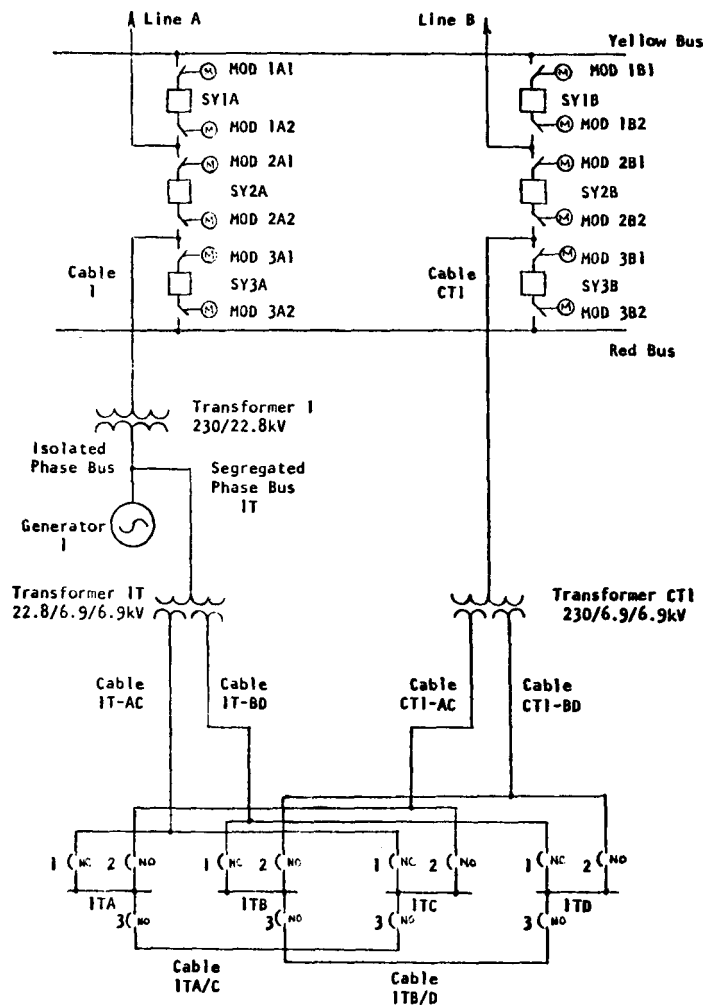 Line A
Line B
Yellow Bus
M MOD 1A1
M MOD 1B1
SY1A
SY1B
M MOD 1A2
M MOD 1B2
M MOD 2A1
M MOD 2B1
SY2A
SY2B
M MOD 2A2
M MOD 2B2
Cable
1
M MOD 3A1
Cable
CT1
M MOD 3B1
SY3A
SY3B
M MOD 3A2
M MOD 3B2
Red Bus
Transformer 1
230/22.8kV
Isolated
Phase Bus
Segregated
Phase Bus
1T
Generator
1
Transformer 1T
22.8/6.9/6.9kV
Transformer CT1
230/6.9/6.9kV
Cable
1T-AC
Cable
1T-BD
Cable
CT1-AC
Cable
CT1-BD
1 NC 2 NO 1 NC 2 NO 1 NC 2 NO 1 NC 2 NO
1TA 1TB 1TC 1TD
3 NO 3 NO 3 NO 3 NO
Cable
1TA/C
Cable
1TB/D